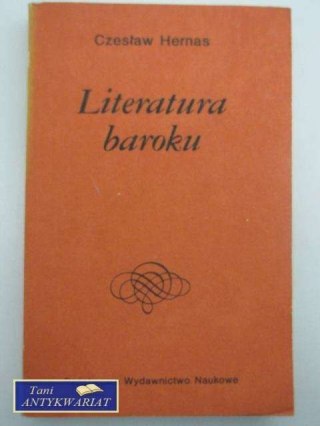 Czesław Hernas
Literatura
baroku
Wydawnictwo Naukowe
Tani
ANTYKWARIAT